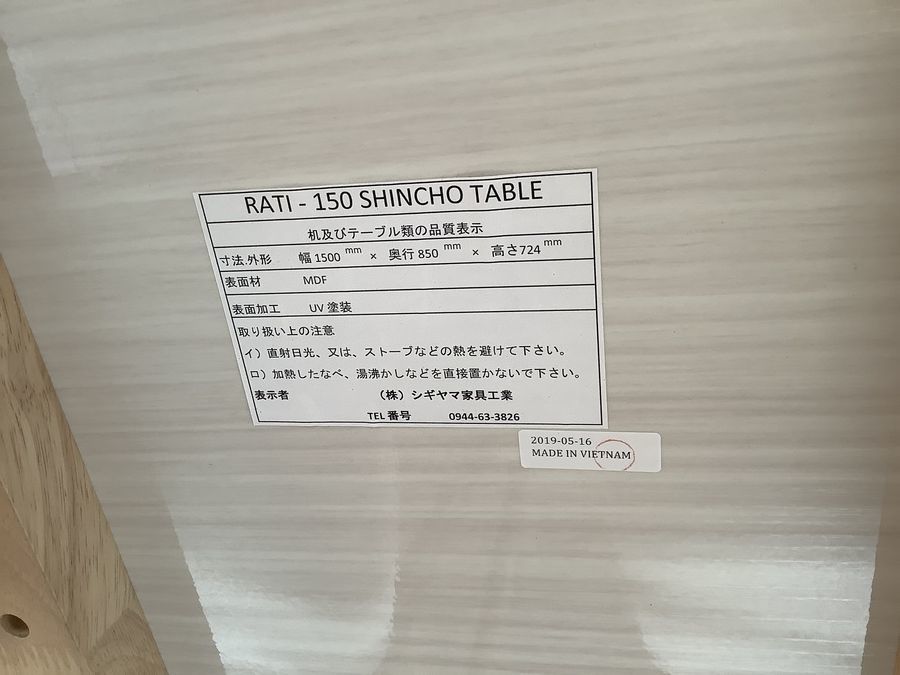 RATI - 150 SHINCHO TABLE
机及びテーブル類の品質表示
寸法.外形 幅1500mm × 奥行850mm × 高さ724mm
表面材 MDF
表面加工 UV塗装
取り扱い上の注意
イ）直射日光、又は、ストーブなどの熱を避けて下さい。
ロ）加熱したなべ、湯沸かしなどを直接置かないで下さい。
表示者 （株）シギヤマ家具工業
TEL番号 0944-63-3826
2019-05-16
MADE IN VIETNAM